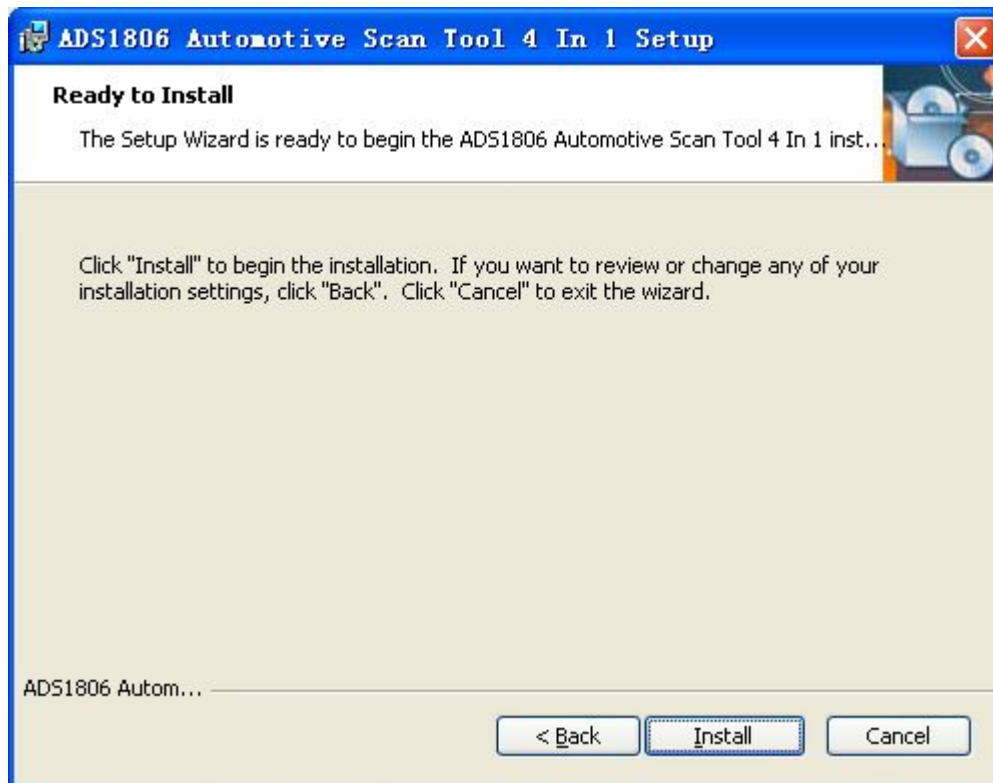 ADS1806 Automotive Scan Tool 4 In 1 Setup
Ready to Install
The Setup Wizard is ready to begin the ADS1806 Automotive Scan Tool 4 In 1 inst...
Click "Install" to begin the installation. If you want to review or change any of your
installation settings, click "Back". Click "Cancel" to exit the wizard.
ADS1806 Autom...
< Back Install Cancel